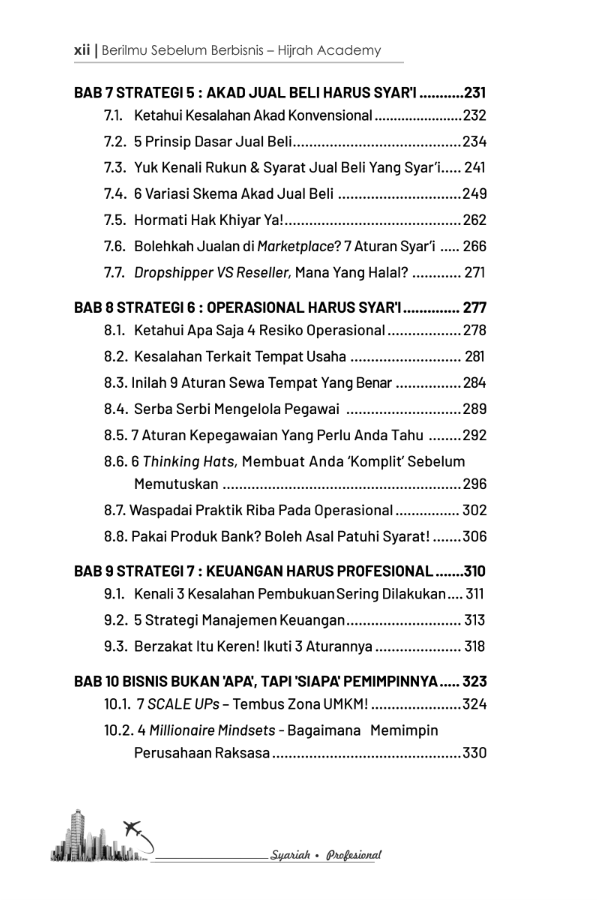 xii | Berilmu Sebelum Berbisnis – Hijrah Academy
BAB 7 STRATEGI 5 : AKAD JUAL BELI HARUS SYAR'I ...........231
7.1. Ketahui Kesalahan Akad Konvensional .......................232
7.2. 5 Prinsip Dasar Jual Beli.........................................234
7.3. Yuk Kenali Rukun & Syarat Jual Beli Yang Syar'i..... 241
7.4. 6 Variasi Skema Akad Jual Beli ..............................249
7.5. Hormati Hak Khiyar Ya!...........................................262
7.6. Bolehkah Jualan di Marketplace? 7 Aturan Syar'i ..... 266
7.7. Dropshipper VS Reseller, Mana Yang Halal? ............ 271
BAB 8 STRATEGI 6 : OPERASIONAL HARUS SYAR'I.............. 277
8.1. Ketahui Apa Saja 4 Resiko Operasional ..................278
8.2. Kesalahan Terkait Tempat Usaha ........................... 281
8.3. Inilah 9 Aturan Sewa Tempat Yang Benar ................284
8.4. Serba Serbi Mengelola Pegawai ............................289
8.5. 7 Aturan Kepegawaian Yang Perlu Anda Tahu ........292
8.6. 6 Thinking Hats, Membuat Anda 'Komplit' Sebelum
Memutuskan ..........................................................296
8.7. Waspadai Praktik Riba Pada Operasional ................ 302
8.8. Pakai Produk Bank? Boleh Asal Patuhi Syarat! .......306
BAB 9 STRATEGI 7 : KEUANGAN HARUS PROFESIONAL .......310
9.1. Kenali 3 Kesalahan Pembukuan Sering Dilakukan.... 311
9.2. 5 Strategi Manajemen Keuangan............................ 313
9.3. Berzakat Itu Keren! Ikuti 3 Aturannya ..................... 318
BAB 10 BISNIS BUKAN 'APA', TAPI 'SIAPA' PEMIMPINNYA..... 323
10.1. 7 SCALE UPs – Tembus Zona UMKM! ......................324
10.2. 4 Millionaire Mindsets - Bagaimana Memimpin
Perusahaan Raksasa ..............................................330
Syariah • Profesional